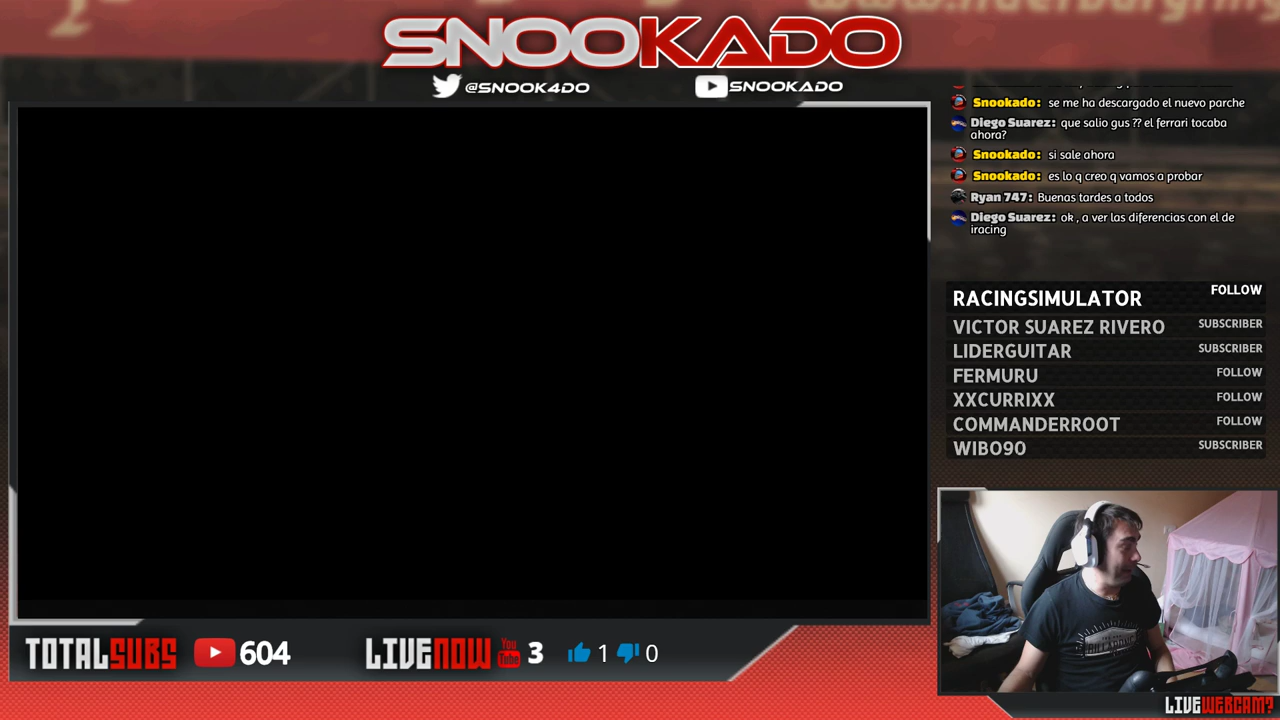 SNOOKADO
@SNOOK4DO
SNOOKADO
Snookado: se me ha descargado el nuevo parche
Diego Suarez: que salio gus ?? el ferrari tocaba
ahora?
Snookado: si sale ahora
Snookado: es lo q creo q vamos a probar
Ryan 747: Buenas tardes a todos
Diego Suarez: ok , a ver las diferencias con el de
iracing
RACINGSIMULATOR FOLLOW
VICTOR SUAREZ RIVERO SUBSCRIBER
LIDERGUITAR SUBSCRIBER
FERMURU FOLLOW
XXCURRIXX FOLLOW
COMMANDERROOT FOLLOW
WIBO90 SUBSCRIBER
TOTALSUBS 604
LIVENOW You Tube 3 1 0
LIVEWEBCAM?